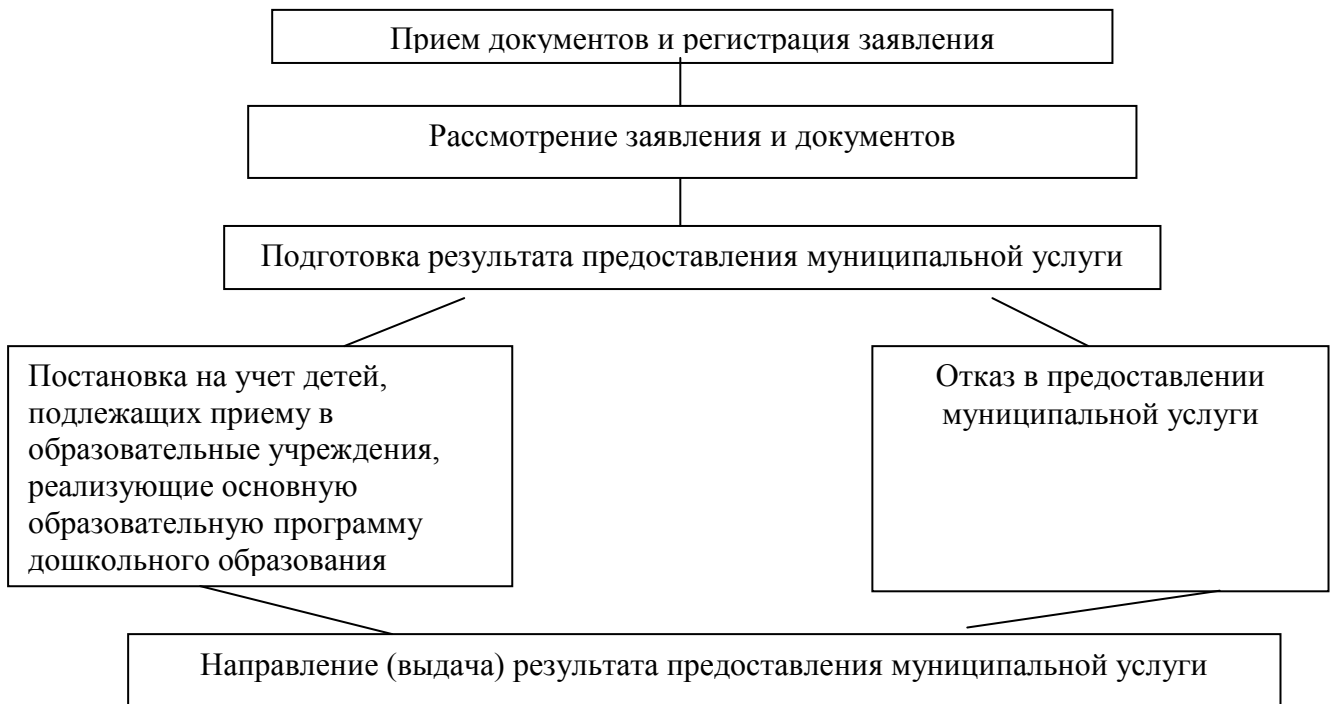 Прием документов и регистрация заявления
Рассмотрение заявления и документов
Подготовка результата предоставления муниципальной услуги
Постановка на учет детей,
подлежащих приему в
образовательные учреждения,
реализующие основную
образовательную программу
дошкольного образования
Отказ в предоставлении
муниципальной услуги
Направление (выдача) результата предоставления муниципальной услуги